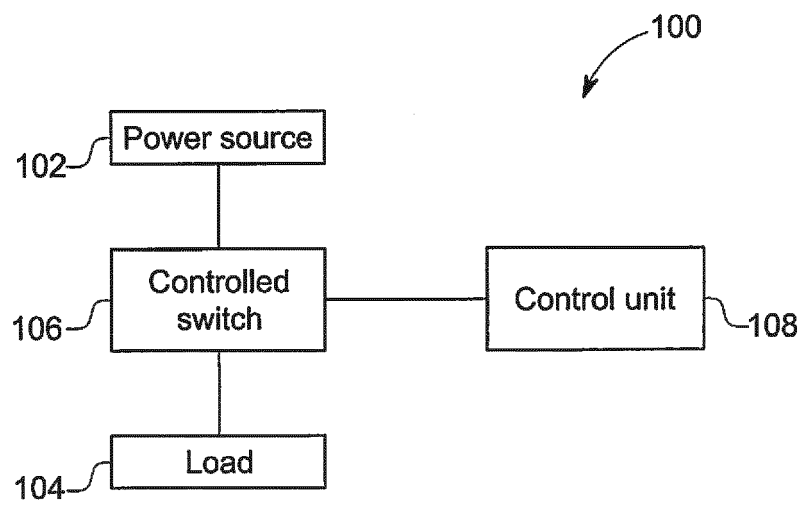 100
Power source
102
Controlled
switch
Control unit
106
108
Load
104